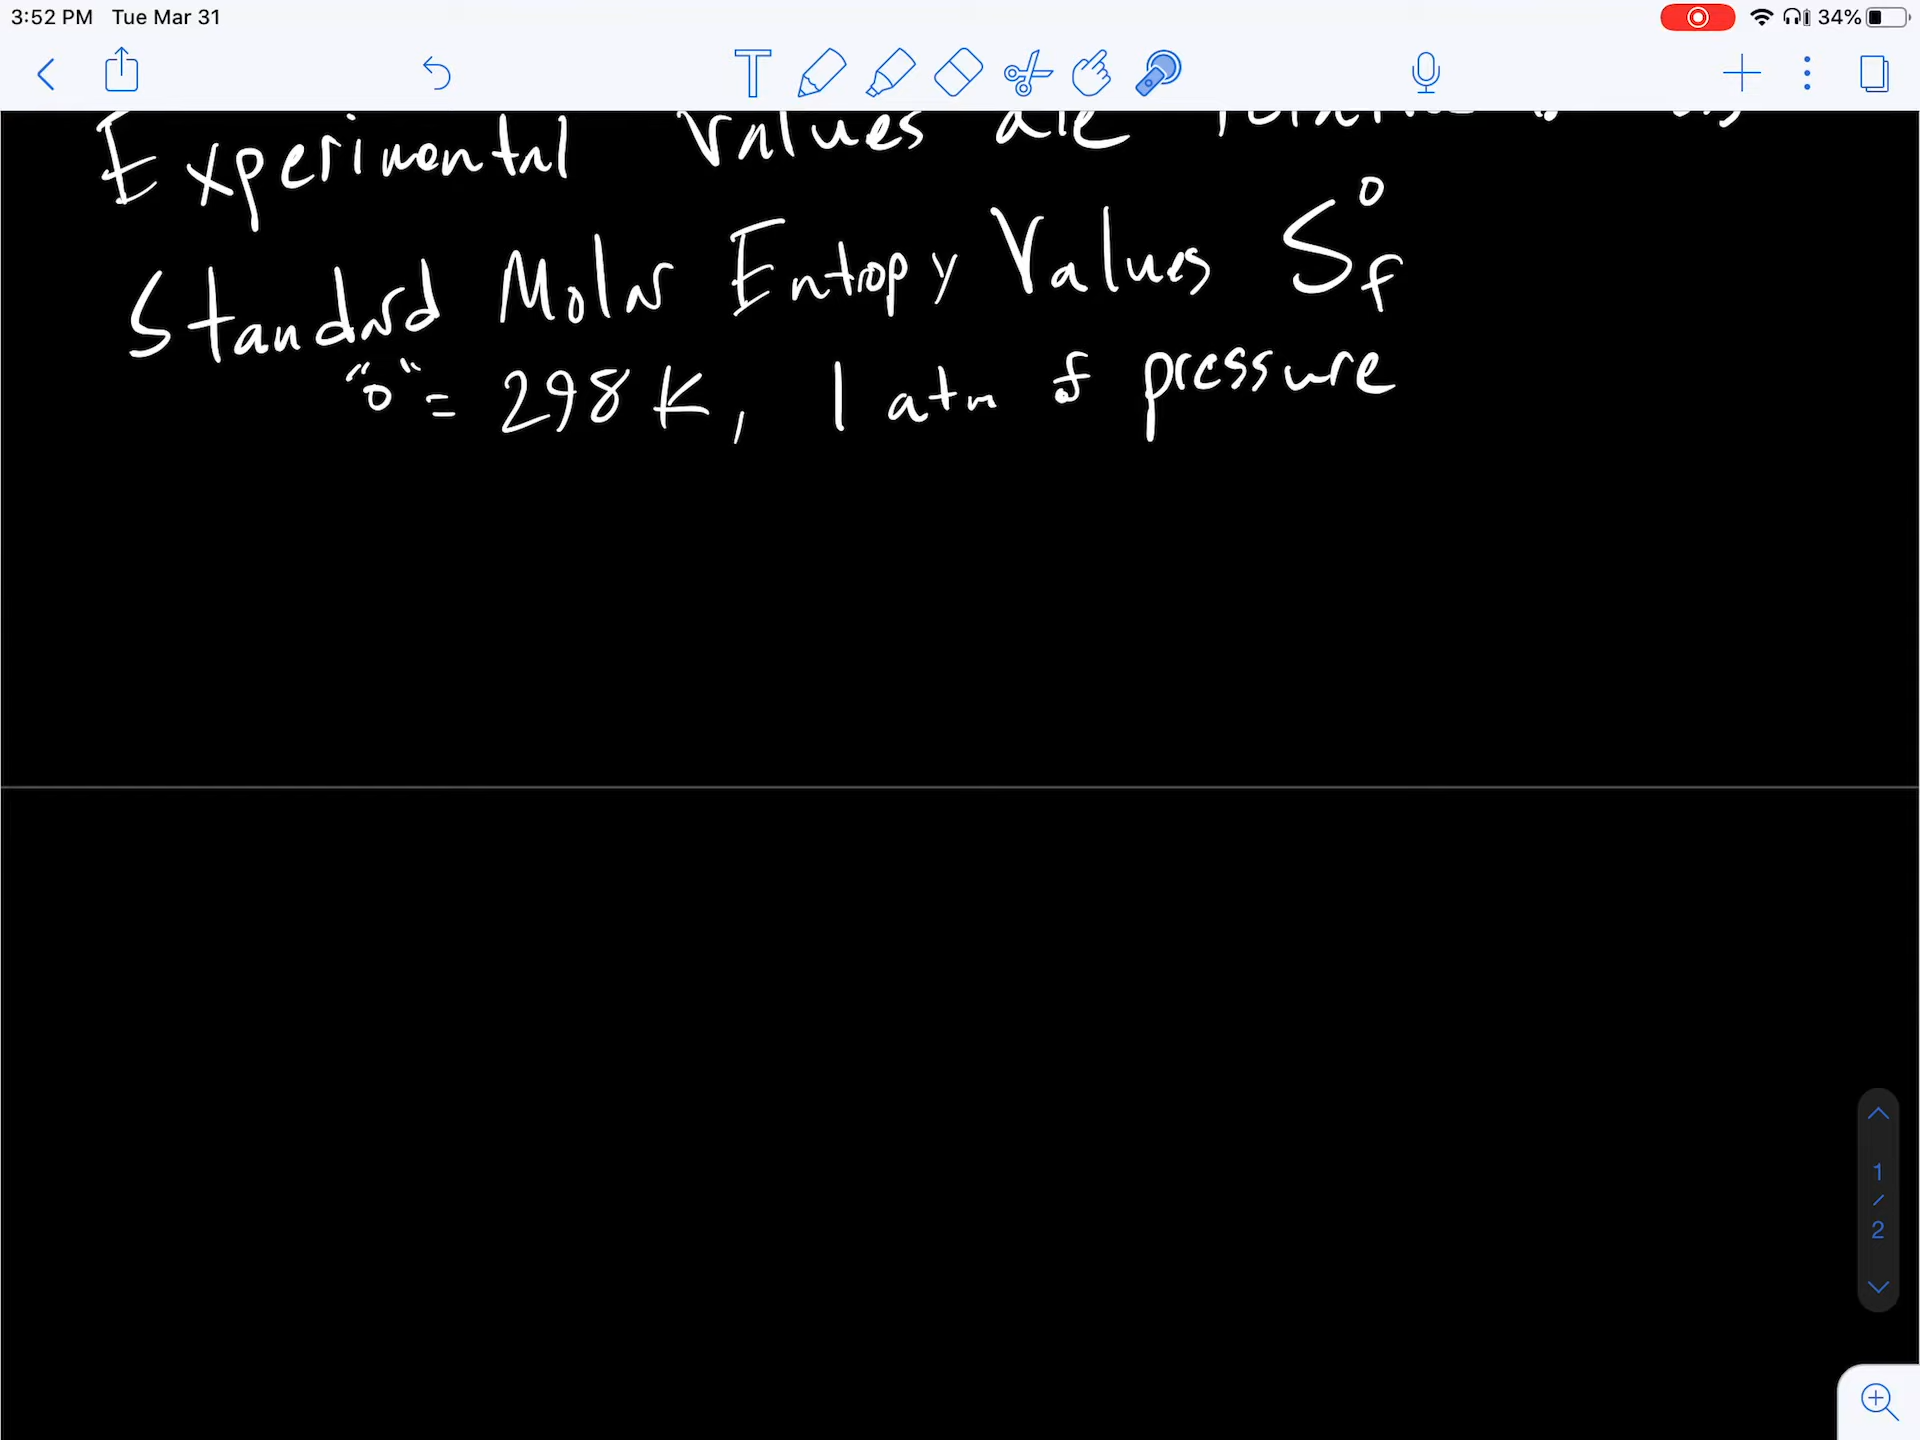 3:52 PM Tue Mar 31
34%
Experimental Values are
Standard Molar Entropy Values S°f
"o" = 298 K, 1 atm of pressure
1
/
2